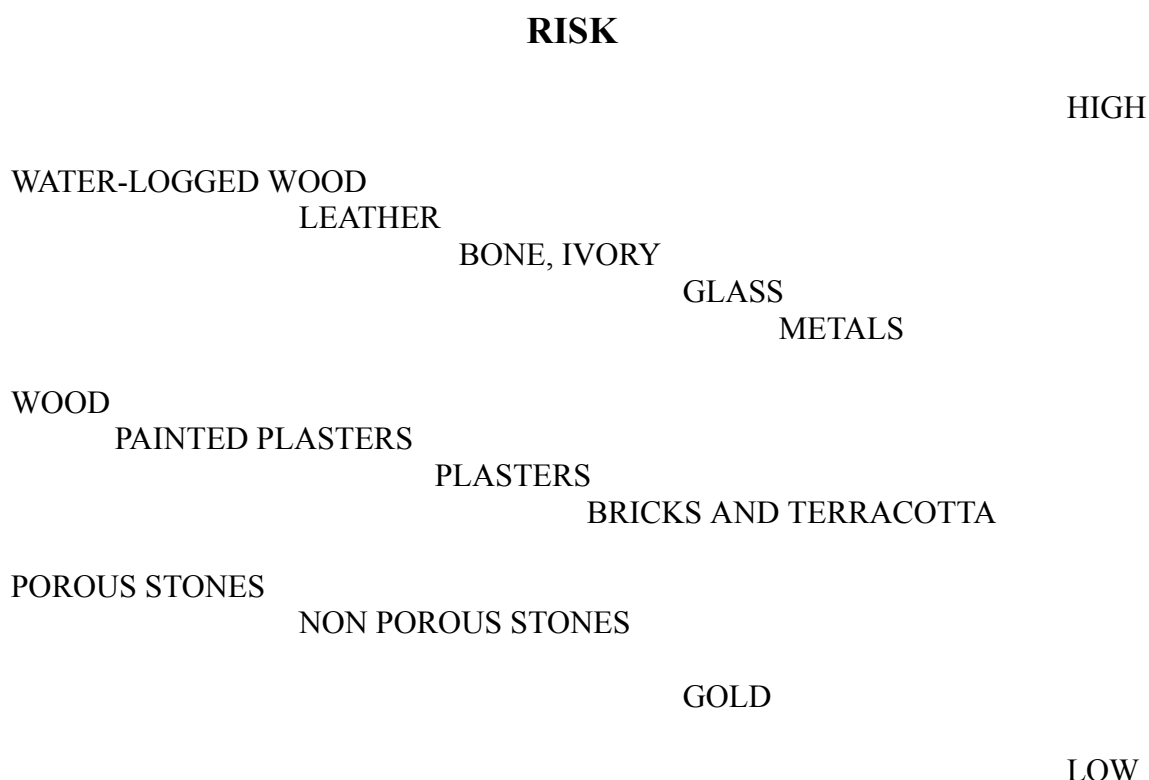 RISK
HIGH
WATER-LOGGED WOOD
LEATHER
BONE, IVORY
GLASS
METALS
WOOD
PAINTED PLASTERS
PLASTERS
BRICKS AND TERRACOTTA
POROUS STONES
NON POROUS STONES
GOLD
LOW